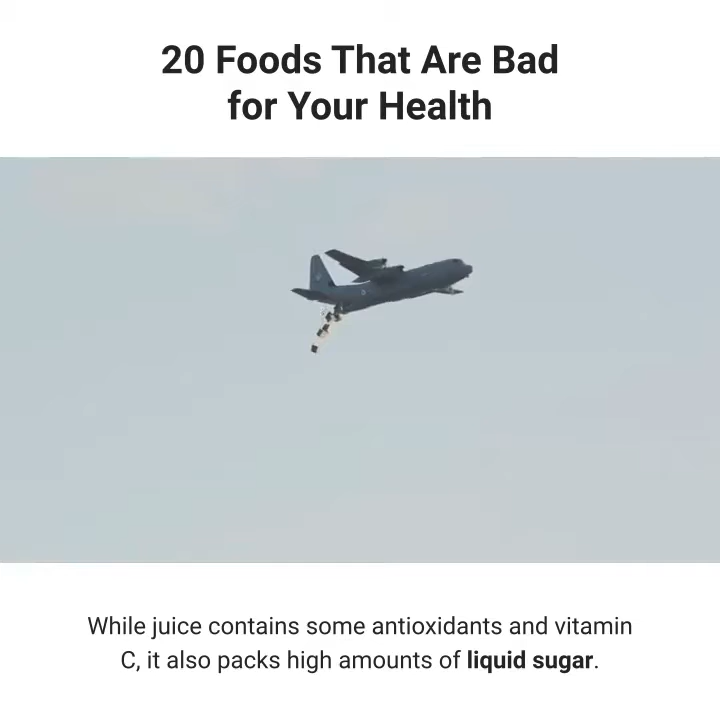 20 Foods That Are Bad
for Your Health
While juice contains some antioxidants and vitamin
C, it also packs high amounts of liquid sugar.